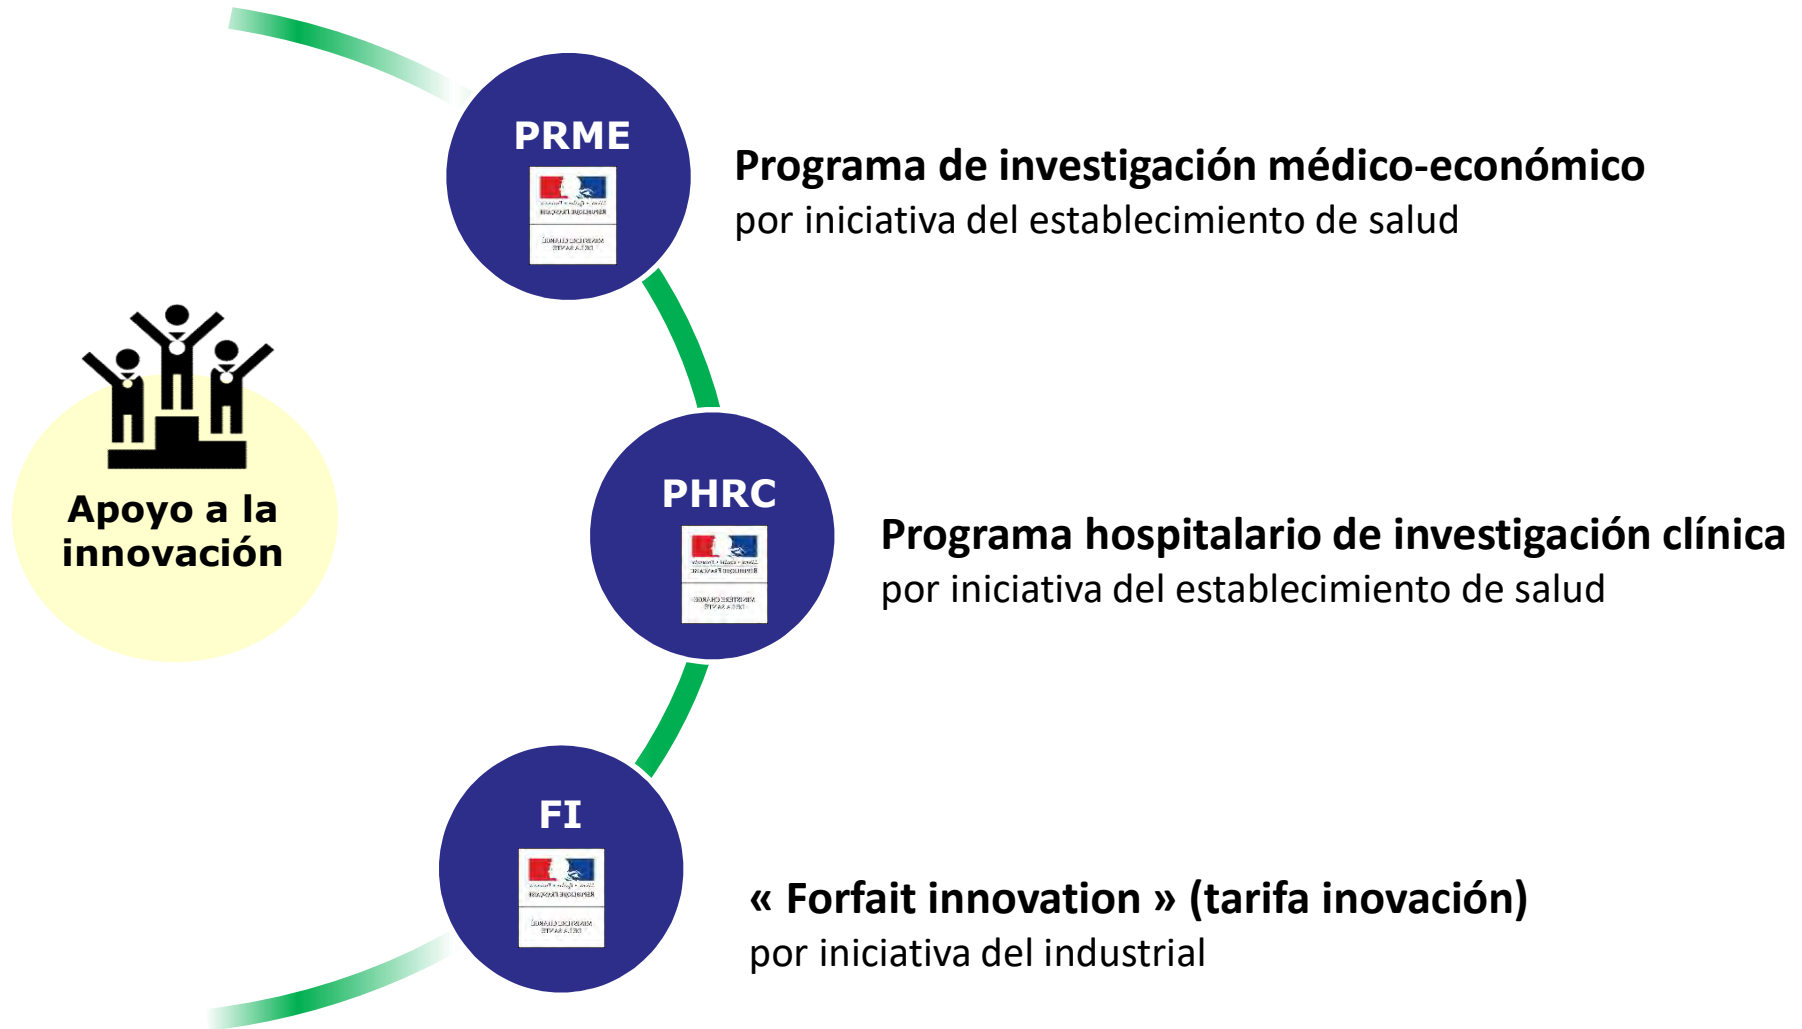 PRME
Programa de investigación médico-económico
por iniciativa del establecimiento de salud
Apoyo a la
innovación
PHRC
Programa hospitalario de investigación clínica
por iniciativa del establecimiento de salud
FI
« Forfait innovation » (tarifa inovación)
por iniciativa del industrial